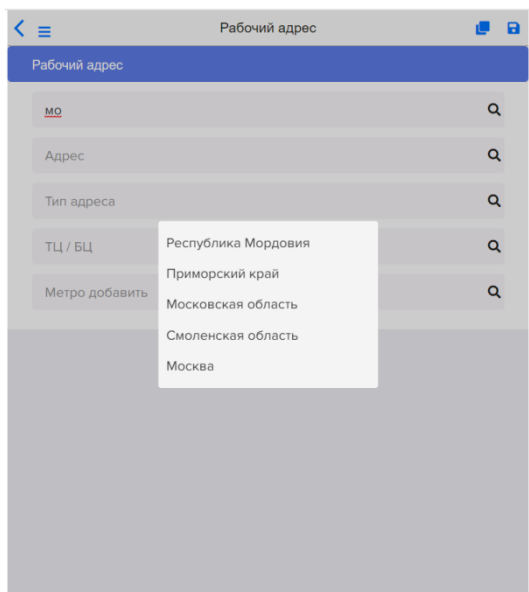 Рабочий адрес
Рабочий адрес
мо
Адрес
Тип адреса
ТЦ / БЦ
Метро добавить
Республика Мордовия
Приморский край
Московская область
Смоленская область
Москва